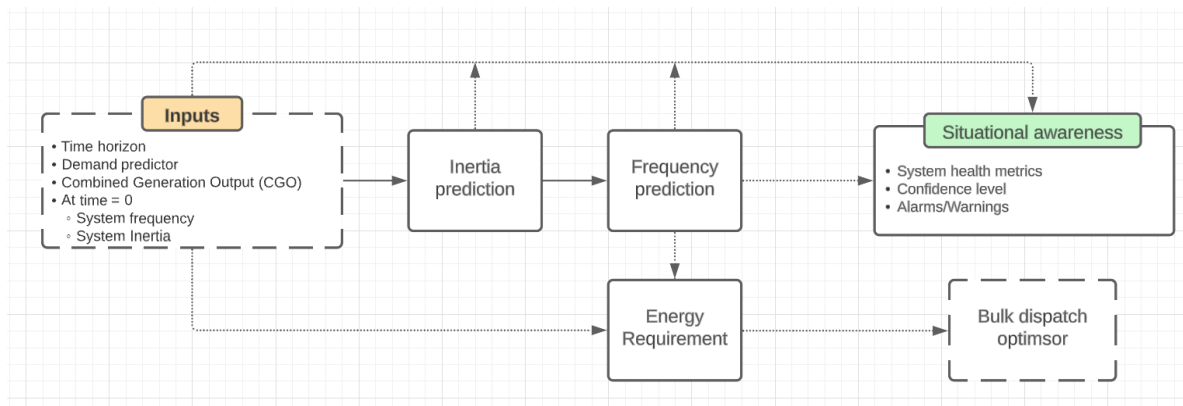 Inputs
• Time horizon
• Demand predictor
• Combined Generation Output (CGO)
• At time = 0
◦ System frequency
◦ System Inertia
Inertia
prediction
Frequency
prediction
Situational awareness
• System health metrics
• Confidence level
• Alarms/Warnings
Energy
Requirement
Bulk dispatch
optimsor